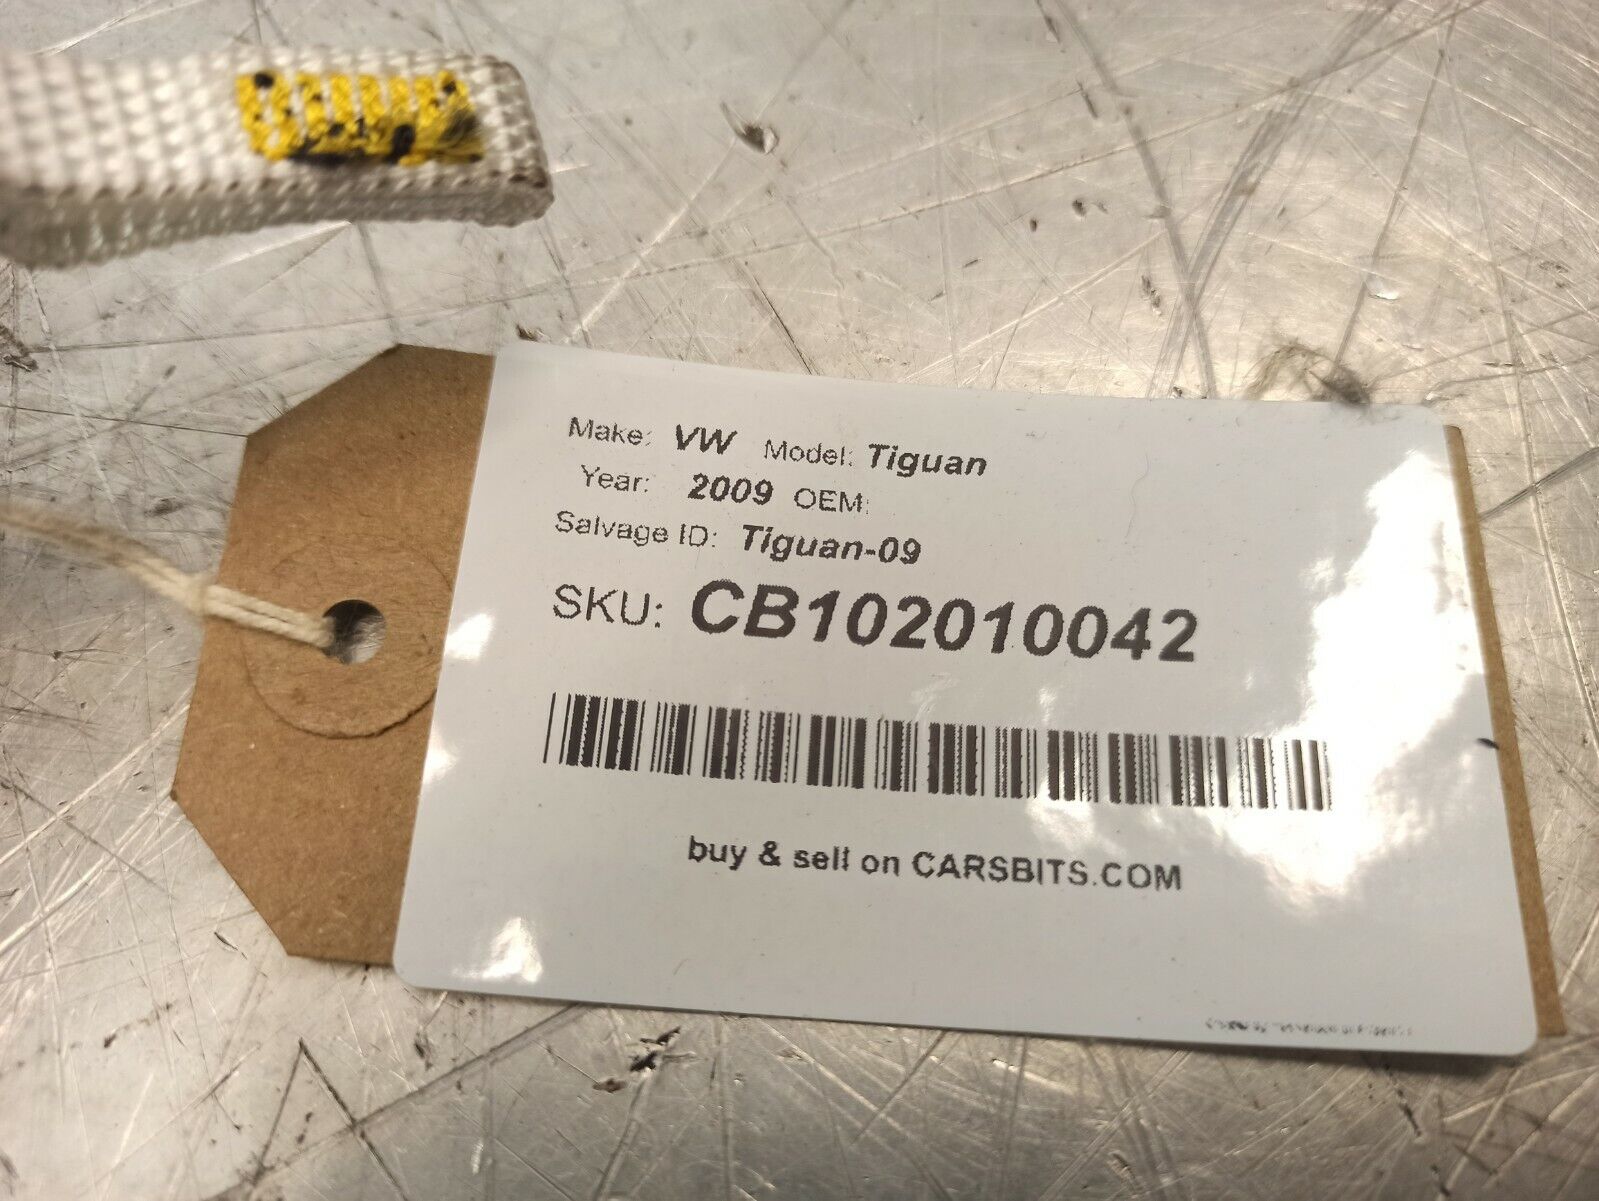 Make: VW Model: Tiguan
Year: 2009 OEM:
Salvage ID: Tiguan-09
SKU: CB102010042
buy & sell on CARSBITS.COM